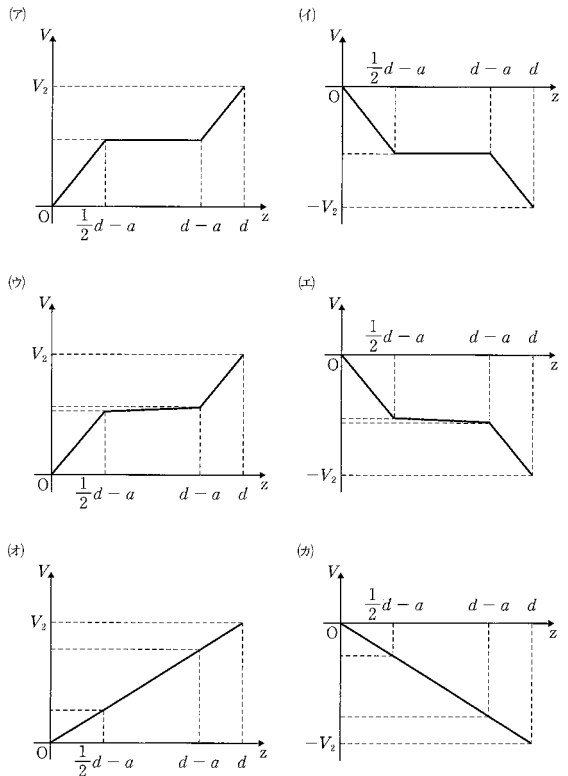 (ア)
V
V₂
O
1/2 d − a
d − a
d
z
(イ)
V
1/2 d − a
d − a
d
O
z
−V₂
(ウ)
V
V₂
O
1/2 d − a
d − a
d
z
(エ)
V
1/2 d − a
d − a
d
O
z
−V₂
(オ)
V
V₂
O
1/2 d − a
d − a
d
z
(カ)
V
1/2 d − a
d − a
d
O
z
−V₂